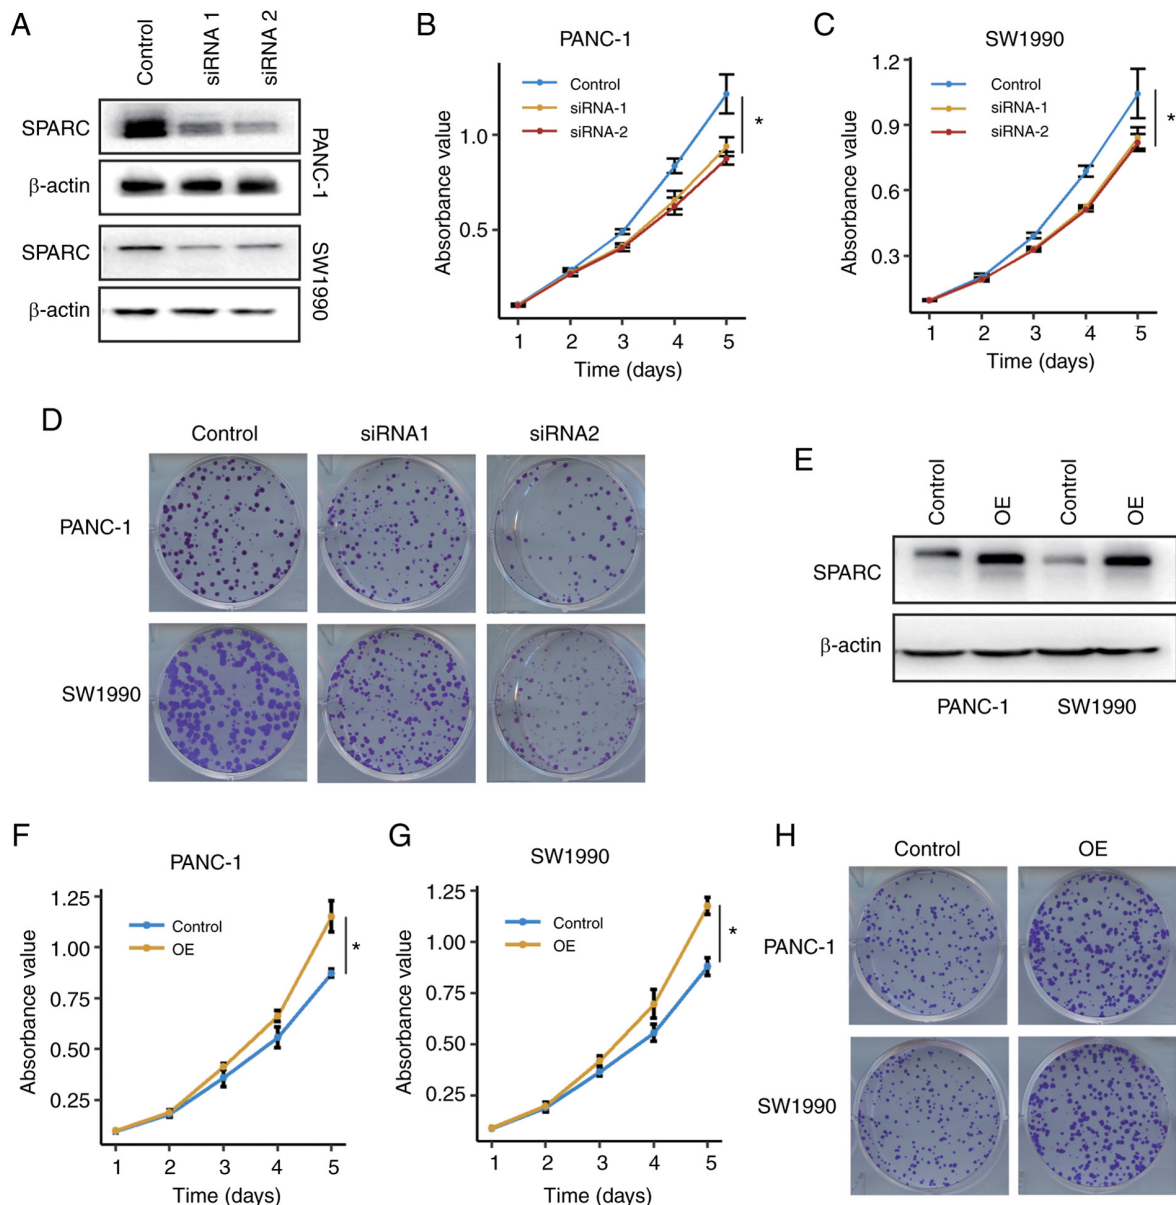 A
Control
siRNA 1
siRNA 2
SPARC
β-actin
PANC-1
SPARC
β-actin
SW1990
B
PANC-1
Control
siRNA-1
siRNA-2
*
1.0
0.5
Absorbance value
1 2 3 4 5
Time (days)
C
SW1990
Control
siRNA-1
siRNA-2
*
1.2
0.9
0.6
0.3
Absorbance value
1 2 3 4 5
Time (days)
D
Control siRNA1 siRNA2
PANC-1
SW1990
E
Control
OE
Control
OE
SPARC
β-actin
PANC-1 SW1990
F
PANC-1
Control
OE
*
1.25
1.00
0.75
0.50
0.25
Absorbance value
1 2 3 4 5
Time (days)
G
SW1990
Control
OE
*
1.25
1.00
0.75
0.50
0.25
Absorbance value
1 2 3 4 5
Time (days)
H
Control OE
PANC-1
SW1990